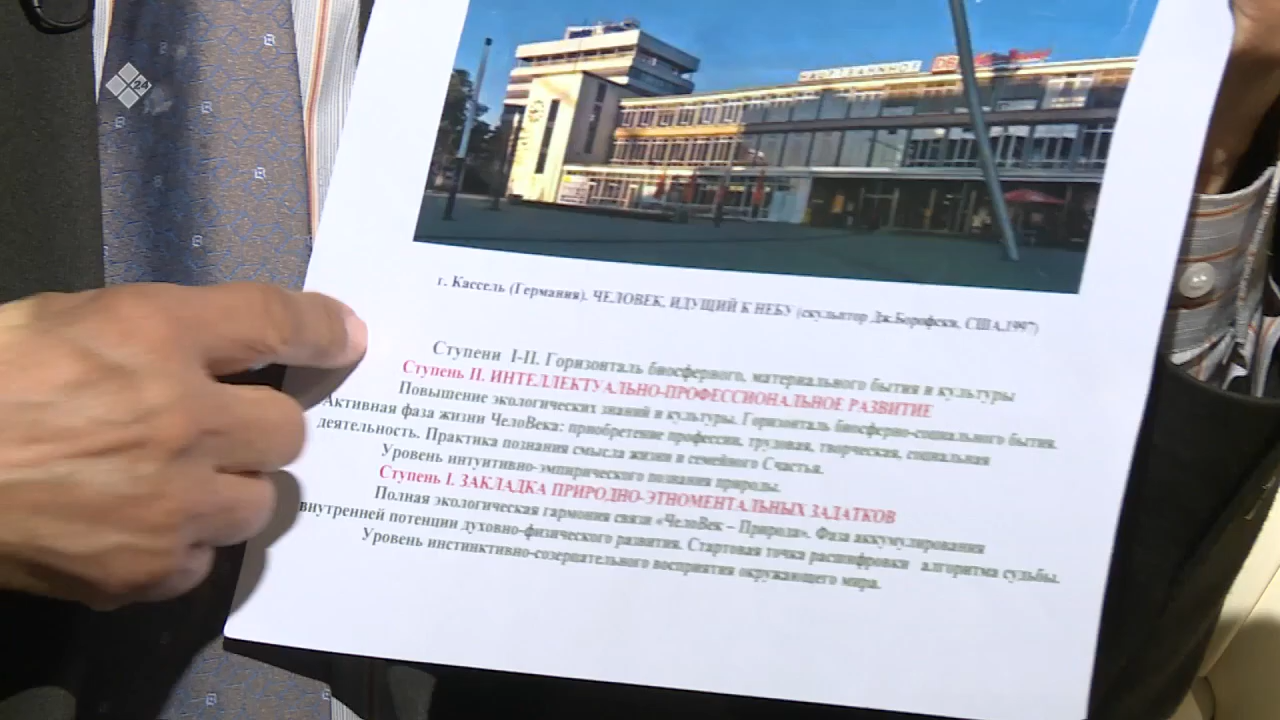 24
г. Кассель (Германия). ЧЕЛОВЕК, ИДУЩИЙ К НЕБУ (скульптор Дж.Борофски, США,1997)
Ступени I-II. Горизонталь биосферного, материального бытия и культуры
Ступень II. ИНТЕЛЛЕКТУАЛЬНО-ПРОФЕССИОНАЛЬНОЕ РАЗВИТИЕ
Повышение экологических знаний и культуры. Горизонталь биосферно-социального бытия.
Активная фаза жизни ЧелоВека: приобретение профессии, трудовая, творческая, социальная
деятельность. Практика познания смысла жизни и семейного Счастья.
Уровень интуитивно-эмпирического познания природы.
Ступень I. ЗАКЛАДКА ПРИРОДНО-ЭТНОМЕНТАЛЬНЫХ ЗАДАТКОВ
Полная экологическая гармония связи «ЧелоВек – Природа». Фаза аккумулирования
внутренней потенции духовно-физического развития. Стартовая точка расшифровки алгоритма судьбы.
Уровень инстинктивно-созерцательного восприятия окружающего мира.